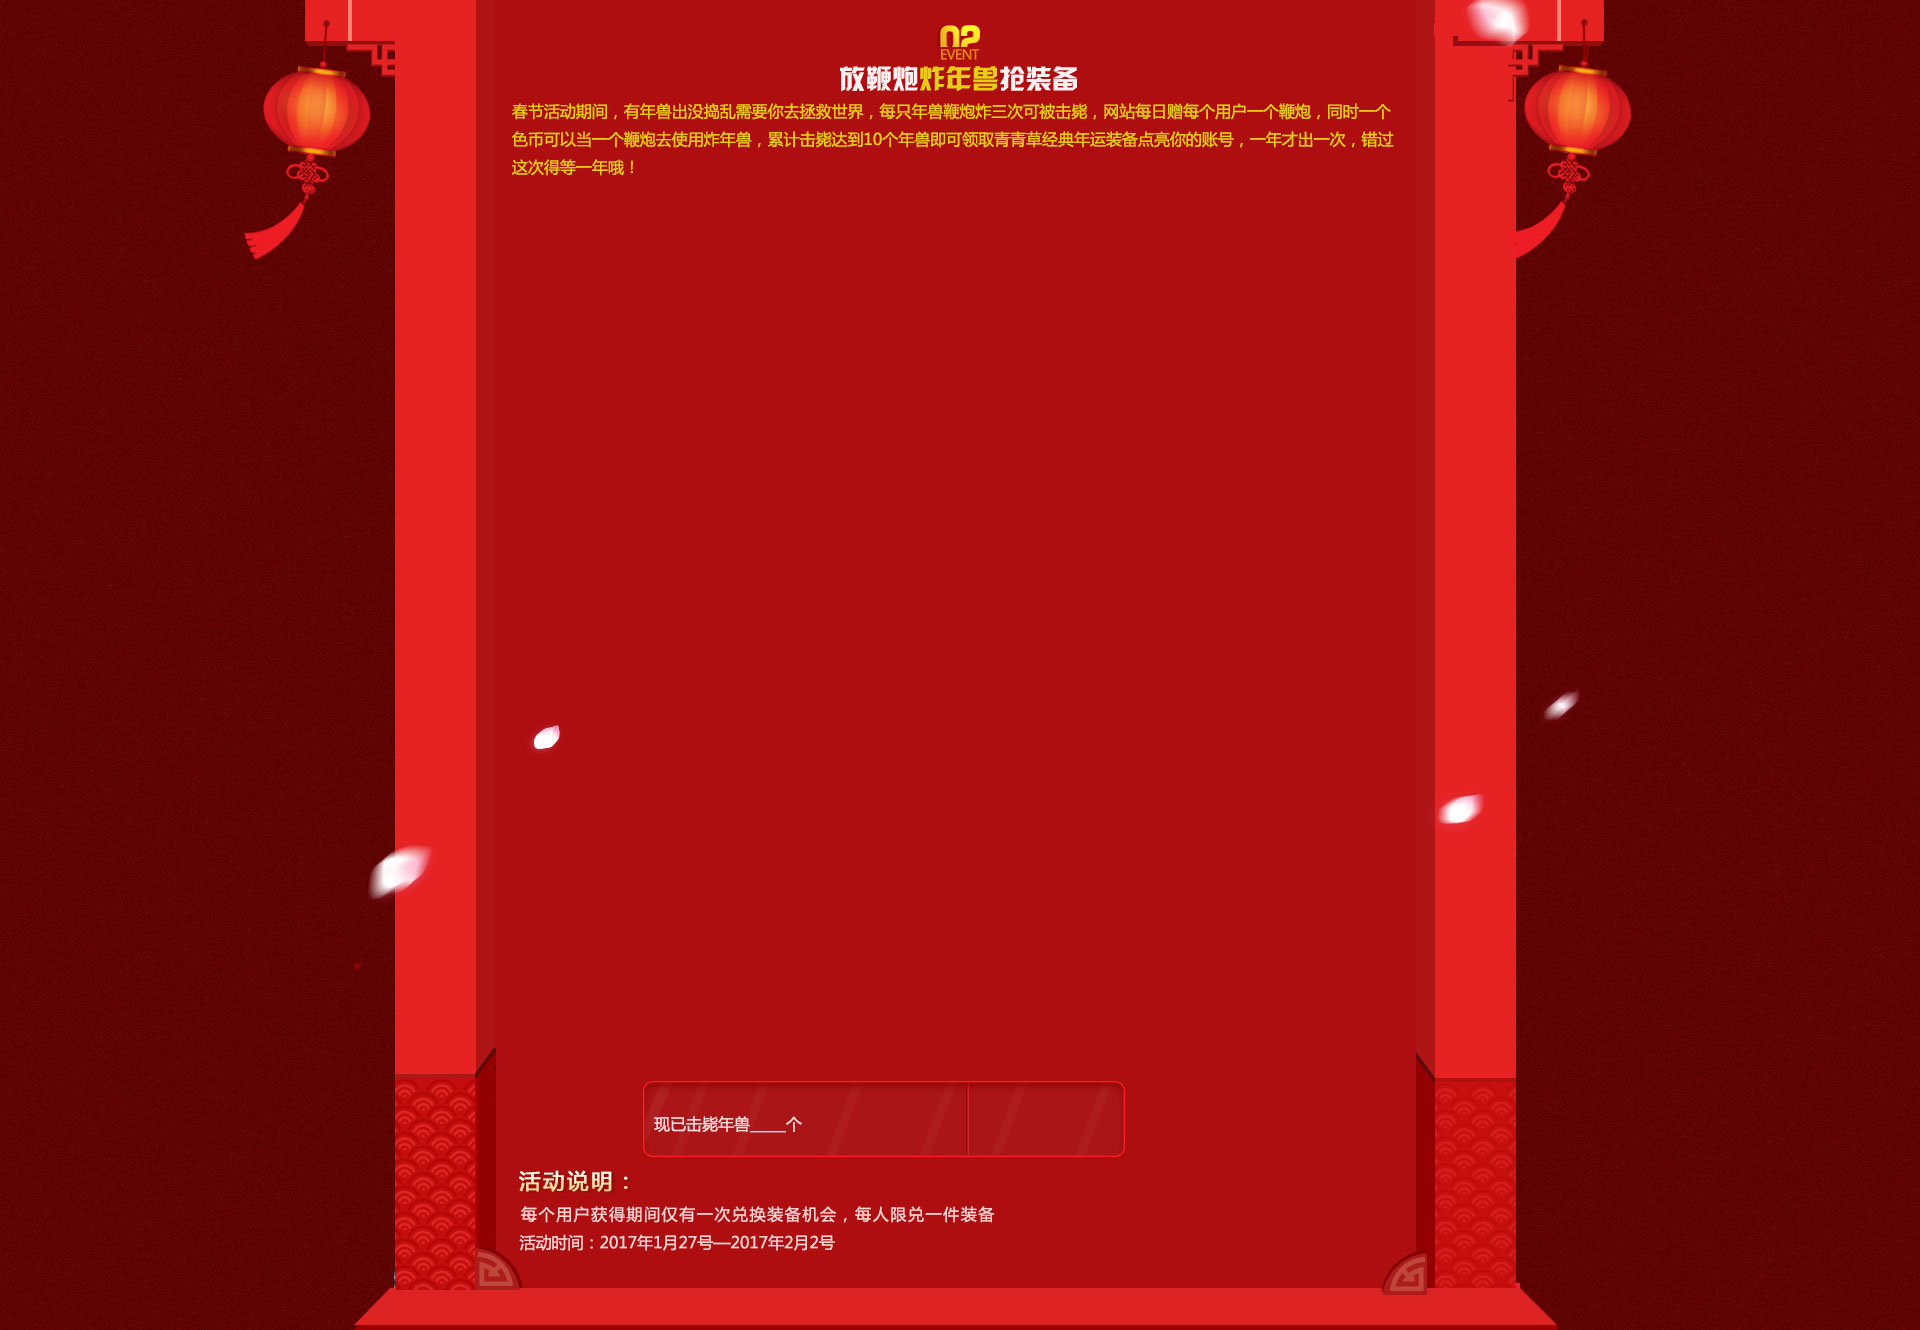 02
EVENT
放鞭炮炸年兽抢装备
春节活动期间，有年兽出没捣乱需要你去拯救世界，每只年兽鞭炮炸三次可被击毙，网站每日赠每个用户一个鞭炮，同时一个
色币可以当一个鞭炮去使用炸年兽，累计击毙达到10个年兽即可领取青青草经典年运装备点亮你的账号，一年才出一次，错过
这次得等一年哦！
现已击毙年兽____个
活动说明：
每个用户获得期间仅有一次兑换装备机会，每人限兑一件装备
活动时间：2017年1月27号—2017年2月2号